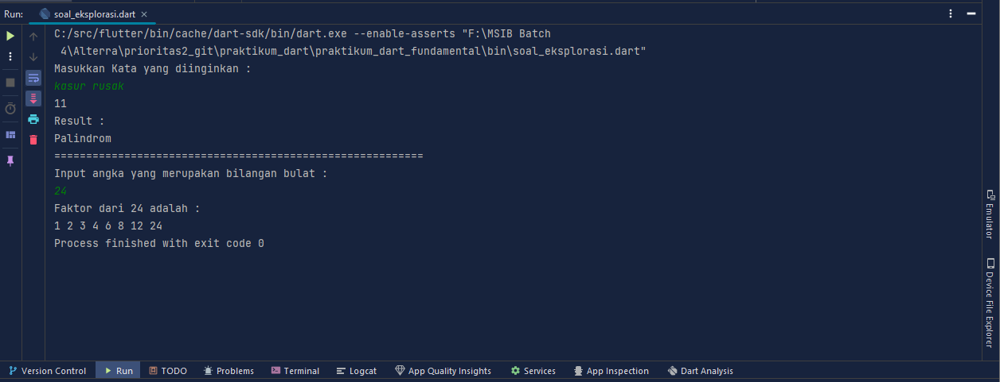 Run: soal_eksplorasi.dart
C:/src/flutter/bin/cache/dart-sdk/bin/dart.exe --enable-asserts "F:\MSIB Batch
4\Alterra\prioritas2_git\praktikum_dart\praktikum_dart_fundamental\bin\soal_eksplorasi.dart"
Masukkan Kata yang diinginkan :
kasur rusak
11
Result :
Palindrom
==========================================================
Input angka yang merupakan bilangan bulat :
24
Faktor dari 24 adalah :
1 2 3 4 6 8 12 24
Process finished with exit code 0
Emulator
Device File Explorer
Version Control Run TODO Problems Terminal Logcat App Quality Insights Services App Inspection Dart Analysis